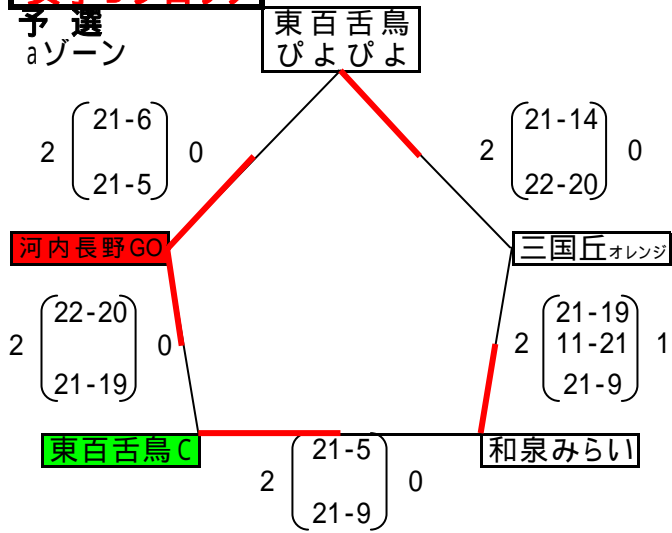 予 選
aゾーン
東百舌鳥
ぴよぴよ
2 21-6 0
21-5
2 21-14 0
22-20
河内長野GO
三国丘オレンジ
2 22-20 0
21-19
21-19
2 11-21 1
21-9
東百舌鳥C
和泉みらい
2 21-5 0
21-9